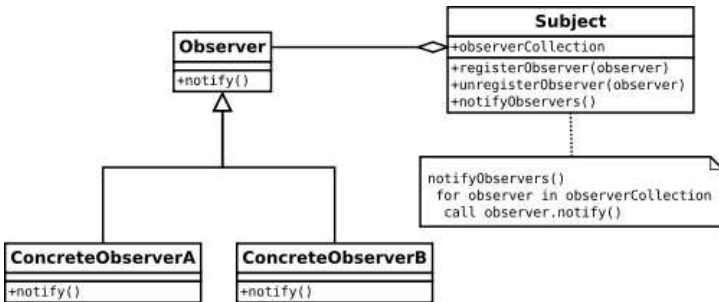 Observer
+notify()
Subject
+observerCollection
+registerObserver(observer)
+unregisterObserver(observer)
+notifyObservers()
notifyObservers()
for observer in observerCollection
call observer.notify()
ConcreteObserverA
+notify()
ConcreteObserverB
+notify()